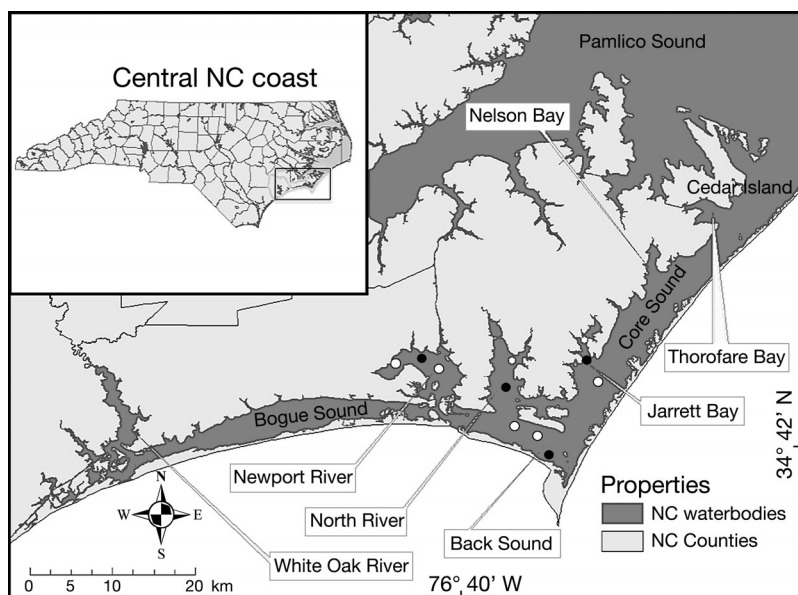 Central NC coast
Pamlico Sound
Nelson Bay
Cedar Island
Core Sound
Thorofare Bay
Jarrett Bay
Bogue Sound
Newport River
North River
Back Sound
White Oak River
N
W E
S
0 5 10 20 km
Properties
NC waterbodies
NC Counties
34°, 42' N
76°, 40' W